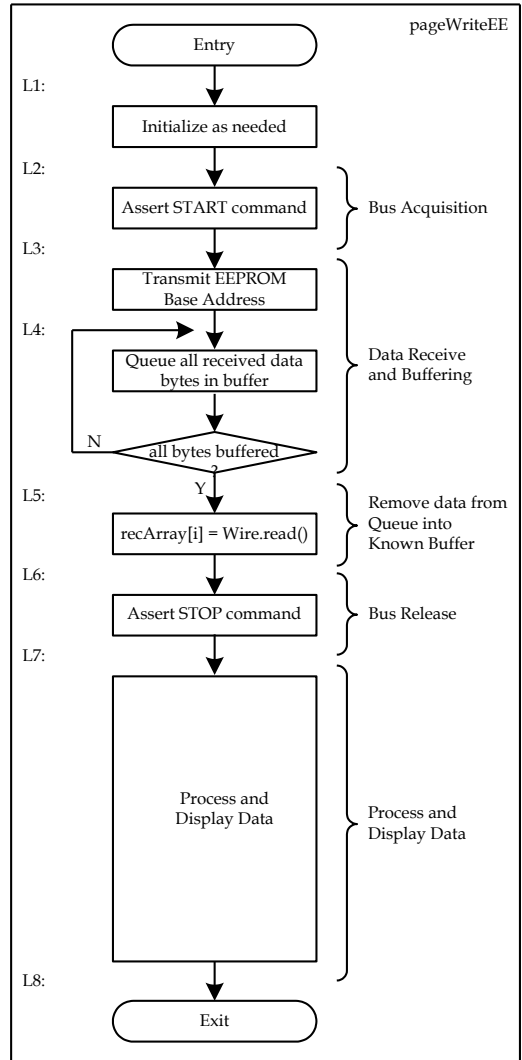 pageWriteEE
Entry
L1:
Initialize as needed
L2:
Assert START command
Bus Acquisition
L3:
Transmit EEPROM
Base Address
L4:
Queue all received data
bytes in buffer
Data Receive
and Buffering
N
all bytes buffered
?
Y
L5:
recArray[i] = Wire.read()
Remove data from
Queue into
Known Buffer
L6:
Assert STOP command
Bus Release
L7:
Process and
Display Data
Process and
Display Data
L8:
Exit